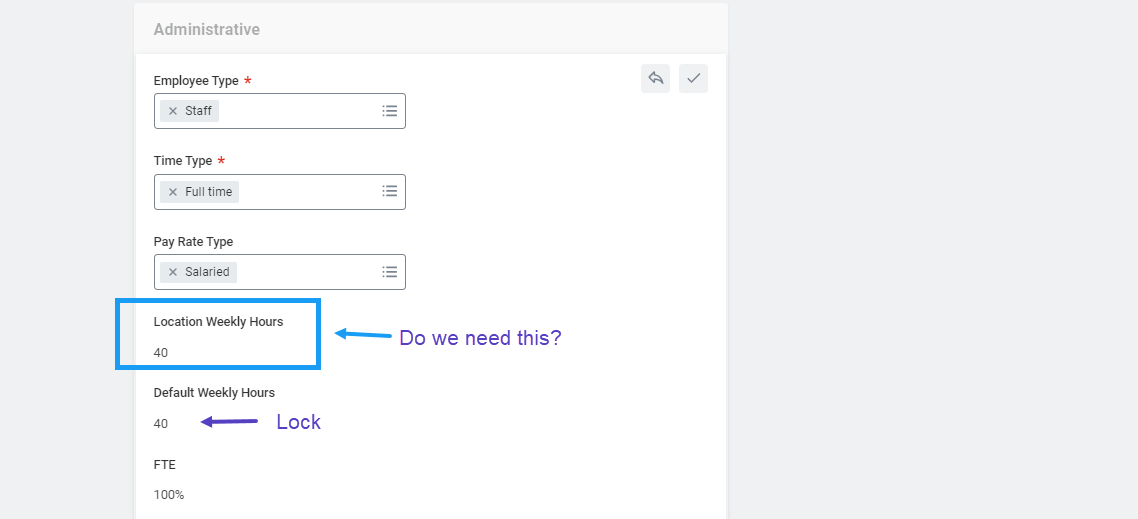 Administrative
Employee Type *
× Staff
Time Type *
× Full time
Pay Rate Type
× Salaried
Location Weekly Hours
40
Do we need this?
Default Weekly Hours
40
Lock
FTE
100%